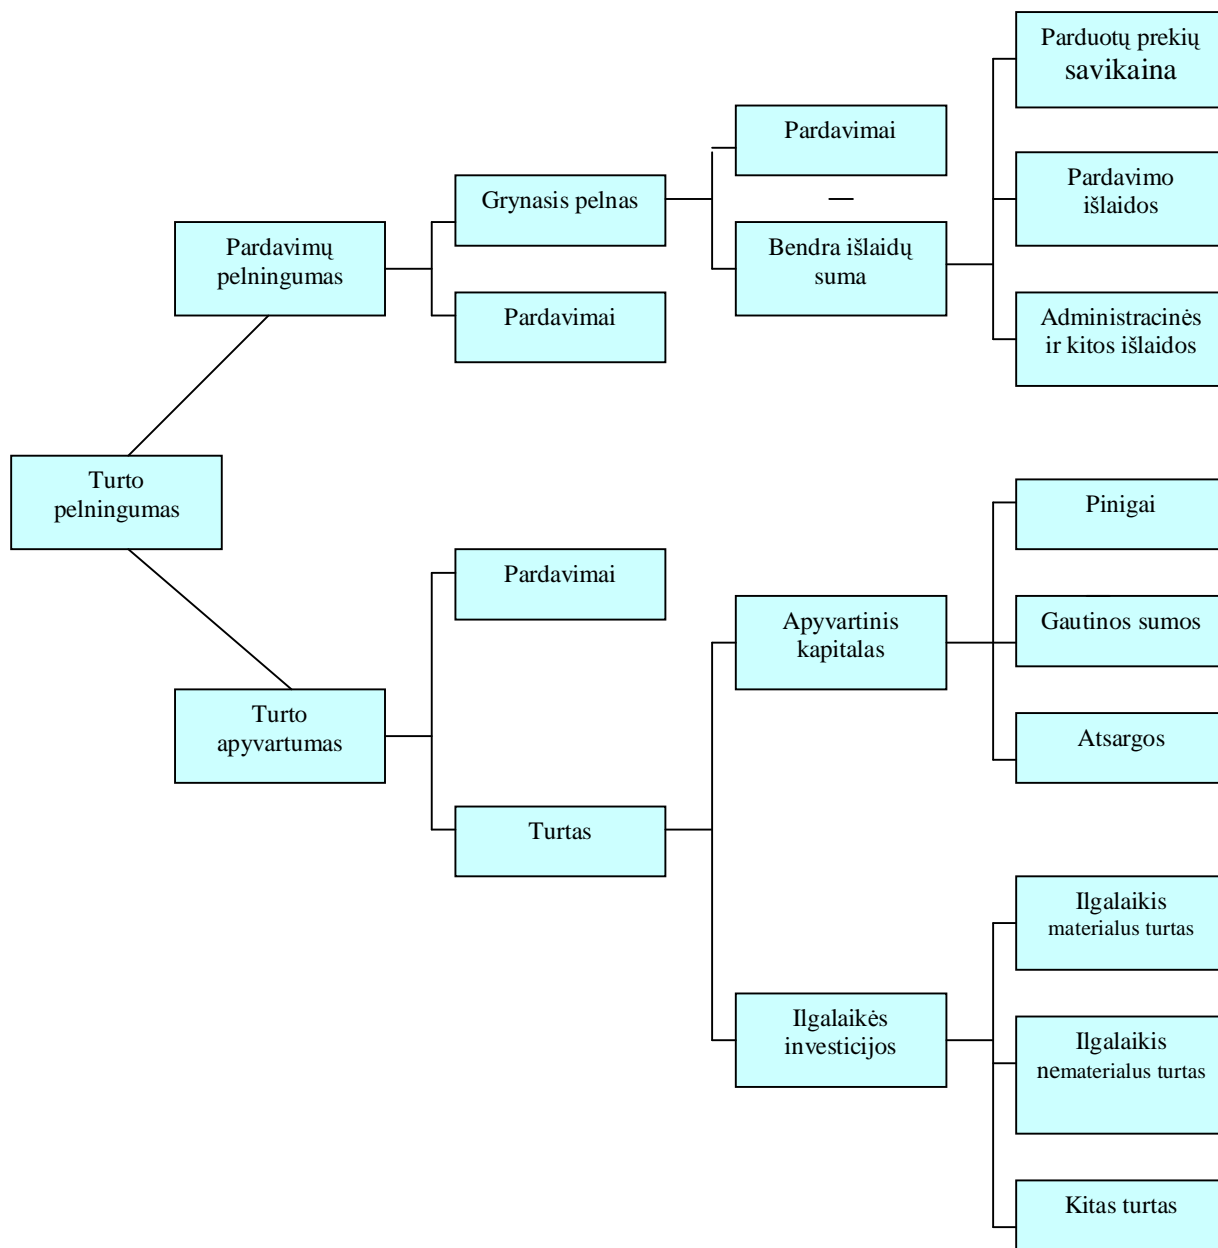 Parduotų prekių
savikaina
Pardavimai
Pardavimo
išlaidos
Grynasis pelnas
—
Pardavimų
pelningumas
Bendra išlaidų
suma
Pardavimai
Administracinės
ir kitos išlaidos
Turto
pelningumas
Pinigai
Pardavimai
Apyvartinis
kapitalas
Gautinos sumos
Turto
apyvartumas
Atsargos
Turtas
Ilgalaikis
materialus turtas
Ilgalaikės
investicijos
Ilgalaikis
nematerialus turtas
Kitas turtas